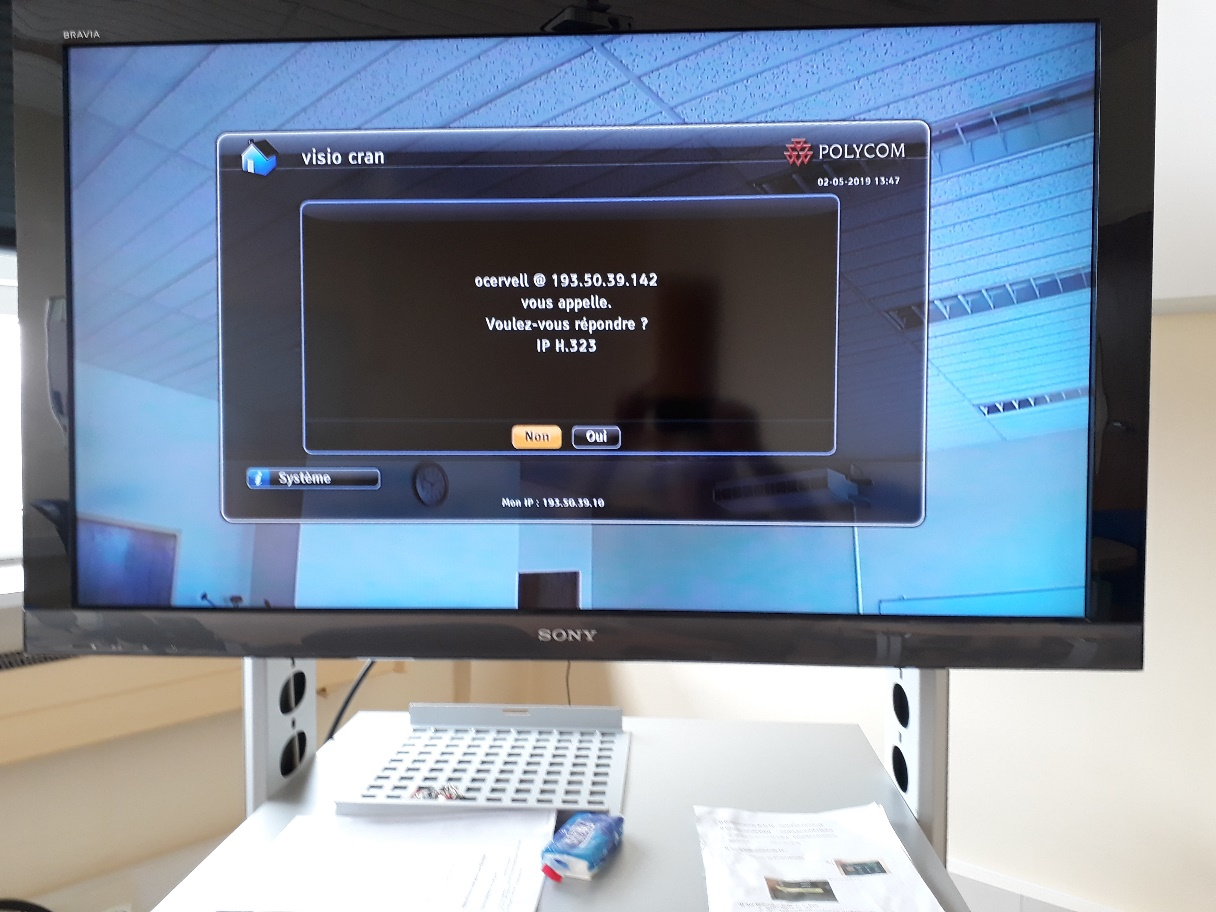 BRAVIA
visio cran
POLYCOM
02-05-2019 13:47
ocervell @ 193.50.39.142
vous appelle.
Voulez-vous répondre ?
IP H.323
Non
Oui
Système
Mon IP : 193.50.39.10
SONY